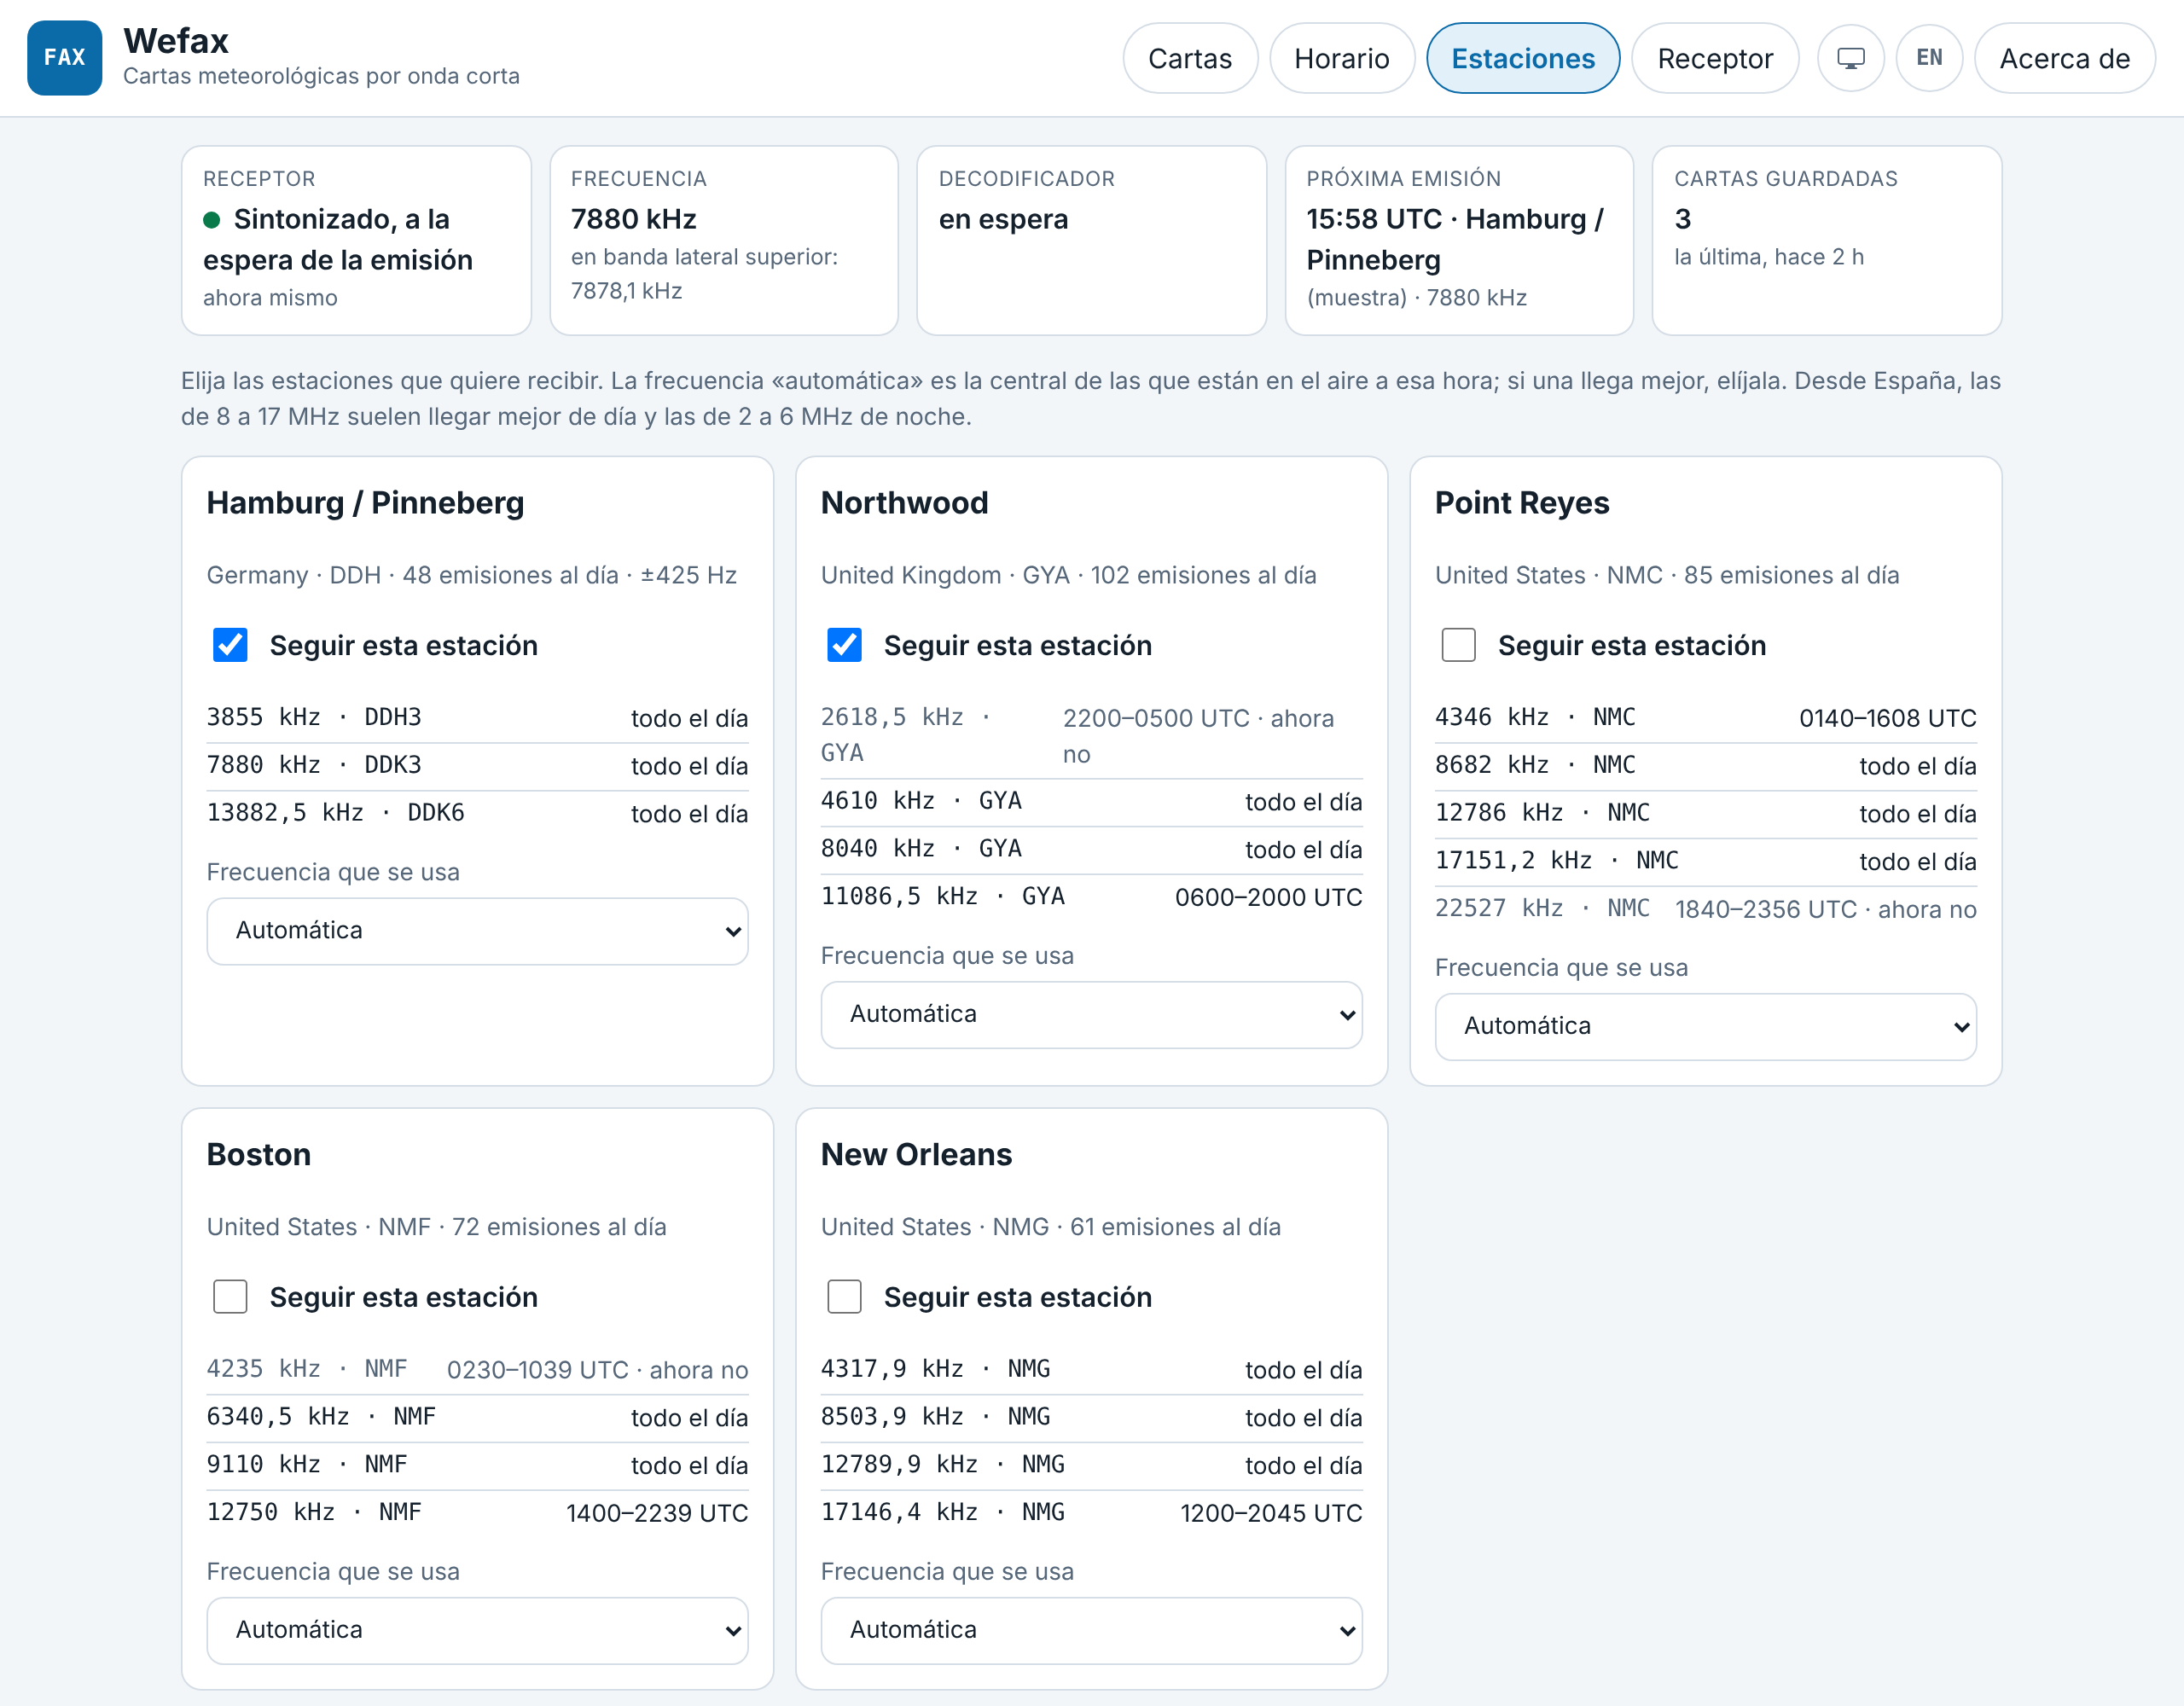 FAX
Wefax
Cartas meteorológicas por onda corta
Cartas
Horario
Estaciones
Receptor
EN
Acerca de
RECEPTOR
Sintonizado, a la
espera de la emisión
ahora mismo
FRECUENCIA
7880 kHz
en banda lateral superior:
7878,1 kHz
DECODIFICADOR
en espera
PRÓXIMA EMISIÓN
15:58 UTC · Hamburg /
Pinneberg
(muestra) · 7880 kHz
CARTAS GUARDADAS
3
la última, hace 2 h
Elija las estaciones que quiere recibir. La frecuencia «automática» es la central de las que están en el aire a esa hora; si una llega mejor, elíjala. Desde España, las
de 8 a 17 MHz suelen llegar mejor de día y las de 2 a 6 MHz de noche.
Hamburg / Pinneberg
Germany · DDH · 48 emisiones al día · ±425 Hz
Seguir esta estación
3855 kHz · DDH3 todo el día
7880 kHz · DDK3 todo el día
13882,5 kHz · DDK6 todo el día
Frecuencia que se usa
Automática
Northwood
United Kingdom · GYA · 102 emisiones al día
Seguir esta estación
2618,5 kHz · 2200–0500 UTC · ahora
GYA no
4610 kHz · GYA todo el día
8040 kHz · GYA todo el día
11086,5 kHz · GYA 0600–2000 UTC
Frecuencia que se usa
Automática
Point Reyes
United States · NMC · 85 emisiones al día
Seguir esta estación
4346 kHz · NMC 0140–1608 UTC
8682 kHz · NMC todo el día
12786 kHz · NMC todo el día
17151,2 kHz · NMC todo el día
22527 kHz · NMC 1840–2356 UTC · ahora no
Frecuencia que se usa
Automática
Boston
United States · NMF · 72 emisiones al día
Seguir esta estación
4235 kHz · NMF 0230–1039 UTC · ahora no
6340,5 kHz · NMF todo el día
9110 kHz · NMF todo el día
12750 kHz · NMF 1400–2239 UTC
Frecuencia que se usa
Automática
New Orleans
United States · NMG · 61 emisiones al día
Seguir esta estación
4317,9 kHz · NMG todo el día
8503,9 kHz · NMG todo el día
12789,9 kHz · NMG todo el día
17146,4 kHz · NMG 1200–2045 UTC
Frecuencia que se usa
Automática